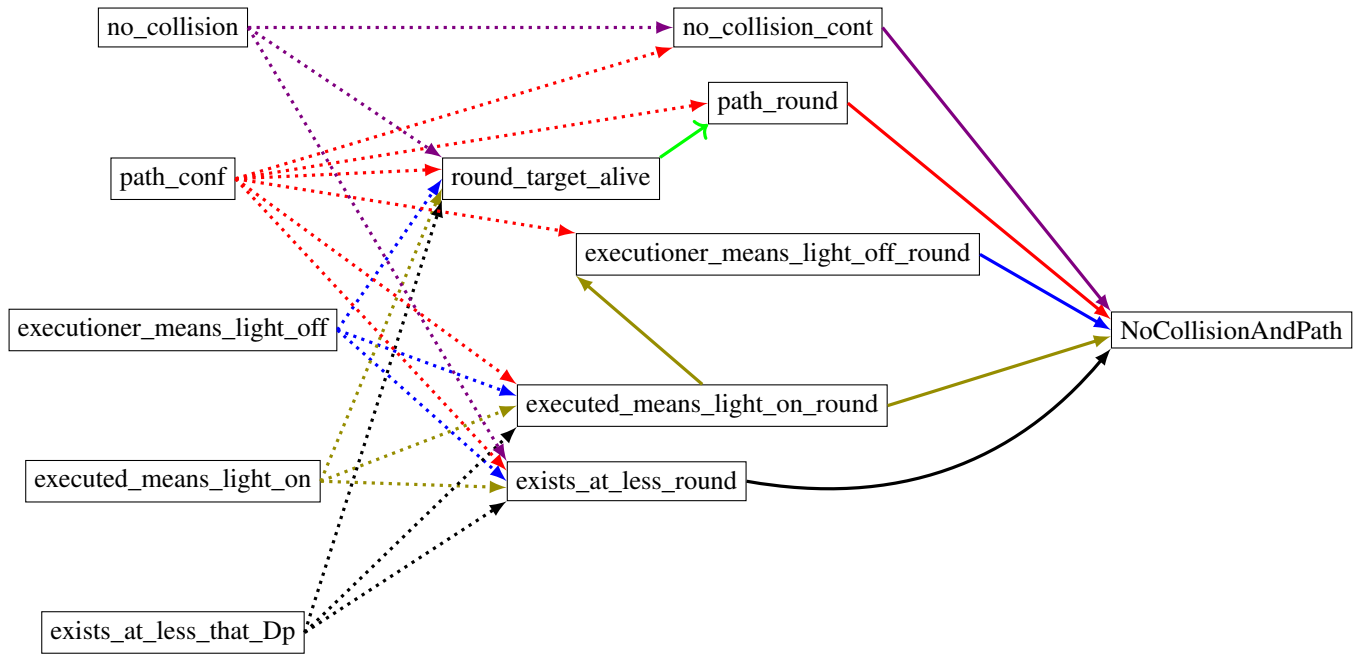 no_collision
no_collision_cont
path_round
path_conf
round_target_alive
executioner_means_light_off_round
executioner_means_light_off
NoCollisionAndPath
executed_means_light_on_round
executed_means_light_on
exists_at_less_round
exists_at_less_that_Dp